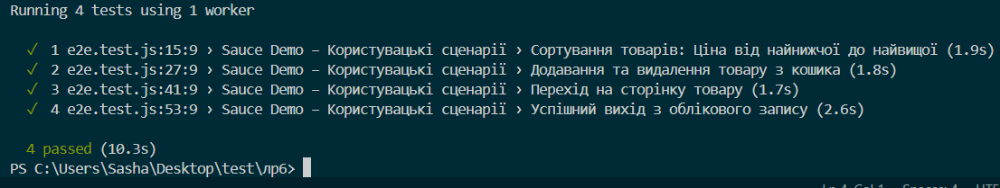 Running 4 tests using 1 worker
✓ 1 e2e.test.js:15:9 › Sauce Demo – Користувацькі сценарії › Сортування товарів: Ціна від найнижчої до найвищої (1.9s)
✓ 2 e2e.test.js:27:9 › Sauce Demo – Користувацькі сценарії › Додавання та видалення товару з кошика (1.8s)
✓ 3 e2e.test.js:41:9 › Sauce Demo – Користувацькі сценарії › Перехід на сторінку товару (1.7s)
✓ 4 e2e.test.js:53:9 › Sauce Demo – Користувацькі сценарії › Успішний вихід з облікового запису (2.6s)
4 passed (10.3s)
PS C:\Users\Sasha\Desktop\test\лр6>